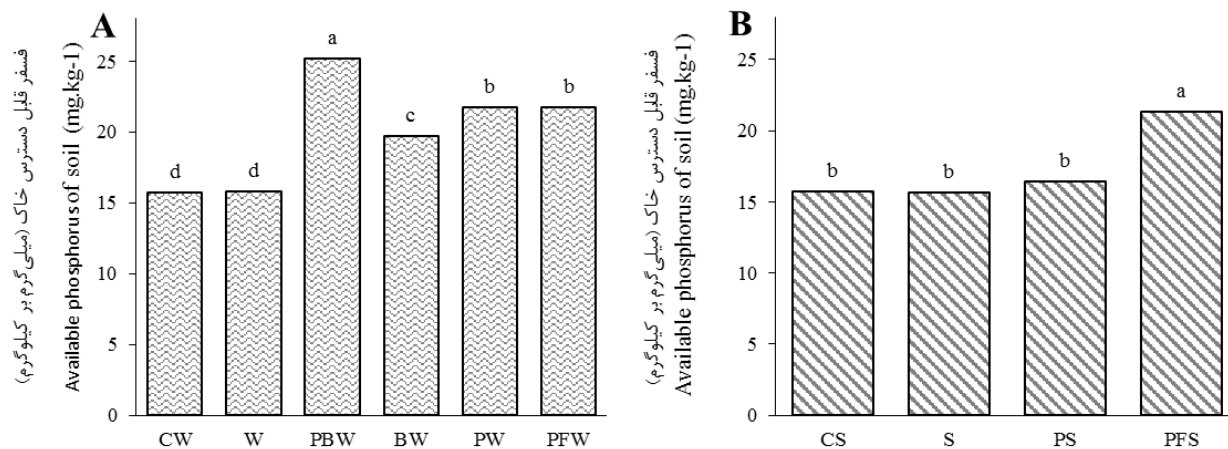 A
فسفر قابل دسترس خاک (میلی‌گرم بر کیلوگرم)
Available phosphorus of soil (mg.kg-1)
25
20
15
10
5
0
d
d
a
c
b
b
CW
W
PBW
BW
PW
PFW
B
فسفر قابل دسترس خاک (میلی‌گرم بر کیلوگرم)
Available phosphorus of soil (mg.kg-1)
25
20
15
10
5
0
b
b
b
a
CS
S
PS
PFS